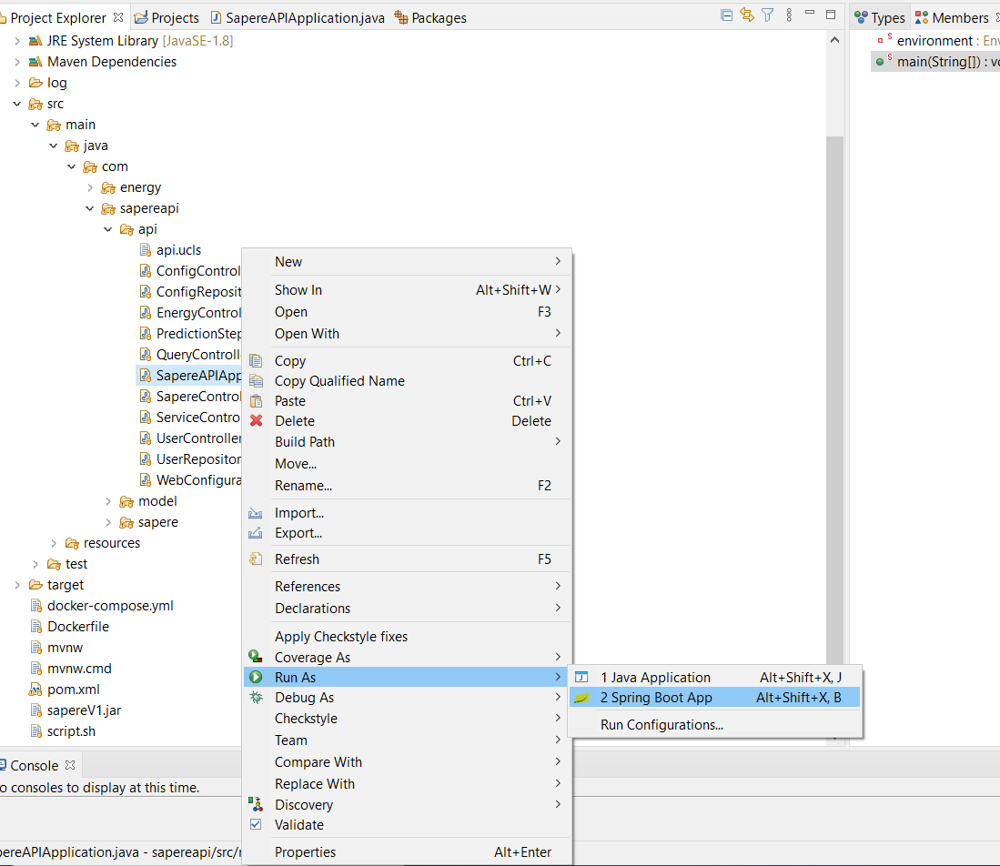 Project Explorer Projects SapereAPIApplication.java Packages
Types Members
JRE System Library [JavaSE-1.8]
environment : Env
Maven Dependencies
main(String[]) : vo
log
src
main
java
com
energy
sapereapi
api
api.ucls
ConfigControl
ConfigReposit
EnergyControl
PredictionStep
QueryControlle
SapereAPIApp
SapereControl
ServiceContro
UserController
UserRepositor
WebConfigura
model
sapere
resources
test
target
docker-compose.yml
Dockerfile
mvnw
mvnw.cmd
pom.xml
sapereV1.jar
script.sh
New
Show In Alt+Shift+W
Open F3
Open With
Copy Ctrl+C
Copy Qualified Name
Paste Ctrl+V
Delete Delete
Build Path
Move...
Rename... F2
Import...
Export...
Refresh F5
References
Declarations
Apply Checkstyle fixes
Coverage As
Run As
Debug As
Checkstyle
Team
Compare With
Replace With
Discovery
Validate
Properties Alt+Enter
1 Java Application Alt+Shift+X, J
2 Spring Boot App Alt+Shift+X, B
Run Configurations...
Console
o consoles to display at this time.
apereAPIApplication.java - sapereapi/src/